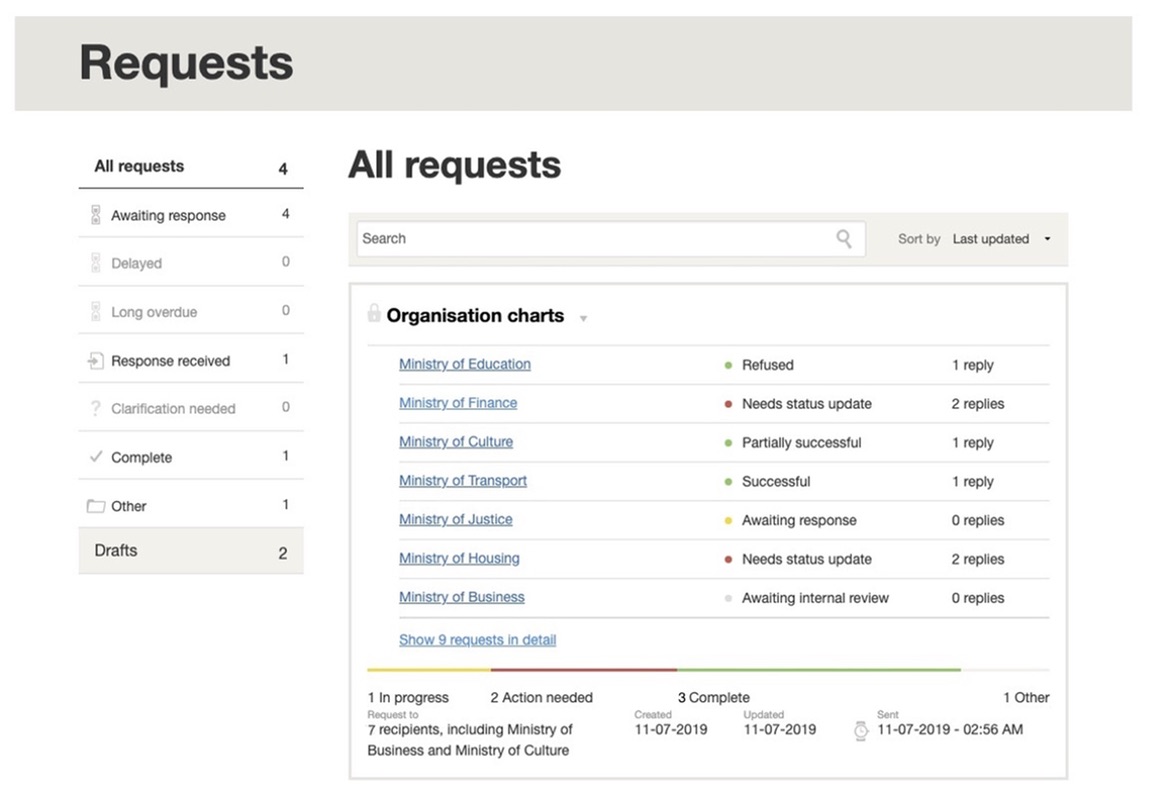 Requests
All requests 4
Awaiting response 4
Delayed 0
Long overdue 0
Response received 1
? Clarification needed 0
Complete 1
Other 1
Drafts 2
All requests
Search
Sort by Last updated
Organisation charts
Ministry of Education Refused 1 reply
Ministry of Finance Needs status update 2 replies
Ministry of Culture Partially successful 1 reply
Ministry of Transport Successful 1 reply
Ministry of Justice Awaiting response 0 replies
Ministry of Housing Needs status update 2 replies
Ministry of Business Awaiting internal review 0 replies
Show 9 requests in detail
1 In progress 2 Action needed 3 Complete 1 Other
Request to Created Updated Sent
7 recipients, including Ministry of 11-07-2019 11-07-2019 11-07-2019 - 02:56 AM
Business and Ministry of Culture